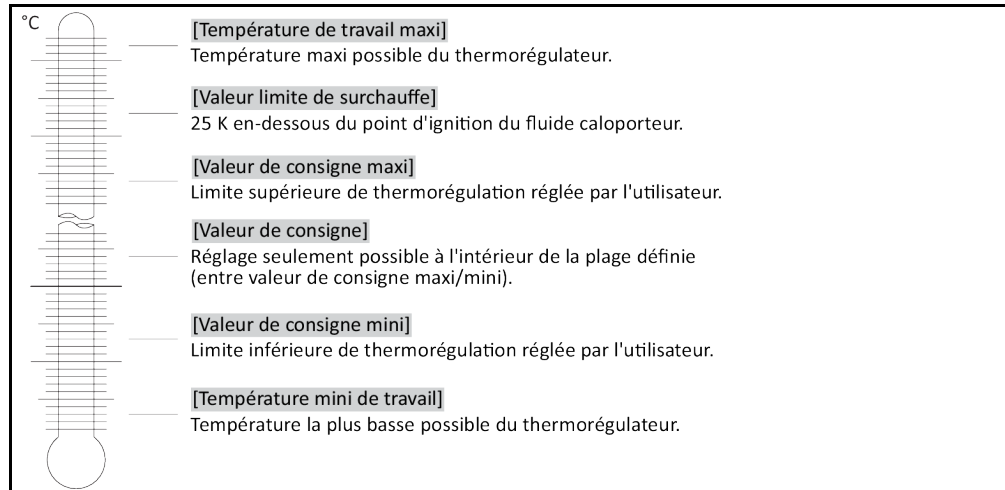 °C
[Température de travail maxi]
Température maxi possible du thermorégulateur.
[Valeur limite de surchauffe]
25 K en-dessous du point d'ignition du fluide caloporteur.
[Valeur de consigne maxi]
Limite supérieure de thermorégulation réglée par l'utilisateur.
[Valeur de consigne]
Réglage seulement possible à l'intérieur de la plage définie
(entre valeur de consigne maxi/mini).
[Valeur de consigne mini]
Limite inférieure de thermorégulation réglée par l'utilisateur.
[Température mini de travail]
Température la plus basse possible du thermorégulateur.